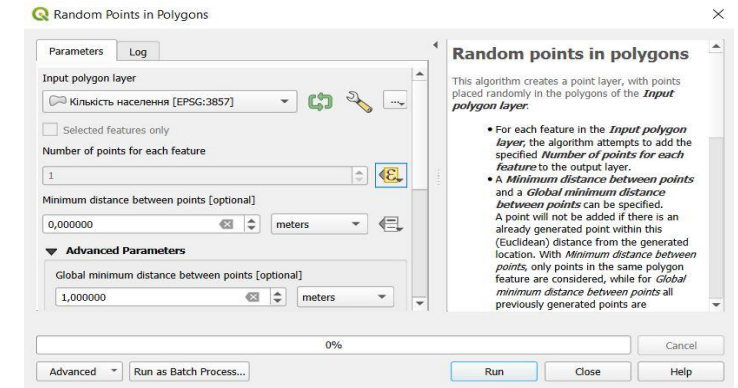 Random Points in Polygons
Parameters
Log
Input polygon layer
Кількість населення [EPSG:3857]
...
Selected features only
Number of points for each feature
1
Minimum distance between points [optional]
0,000000
meters
Advanced Parameters
Global minimum distance between points [optional]
1,000000
meters
Random points in polygons
This algorithm creates a point layer, with points
placed randomly in the polygons of the Input
polygon layer.
• For each feature in the Input polygon
layer, the algorithm attempts to add the
specified Number of points for each
feature to the output layer.
• A Minimum distance between points
and a Global minimum distance
between points can be specified.
A point will not be added if there is an
already generated point within this
(Euclidean) distance from the generated
location. With Minimum distance between
points, only points in the same polygon
feature are considered, while for Global
minimum distance between points all
previously generated points are
0%
Cancel
Advanced
Run as Batch Process...
Run
Close
Help